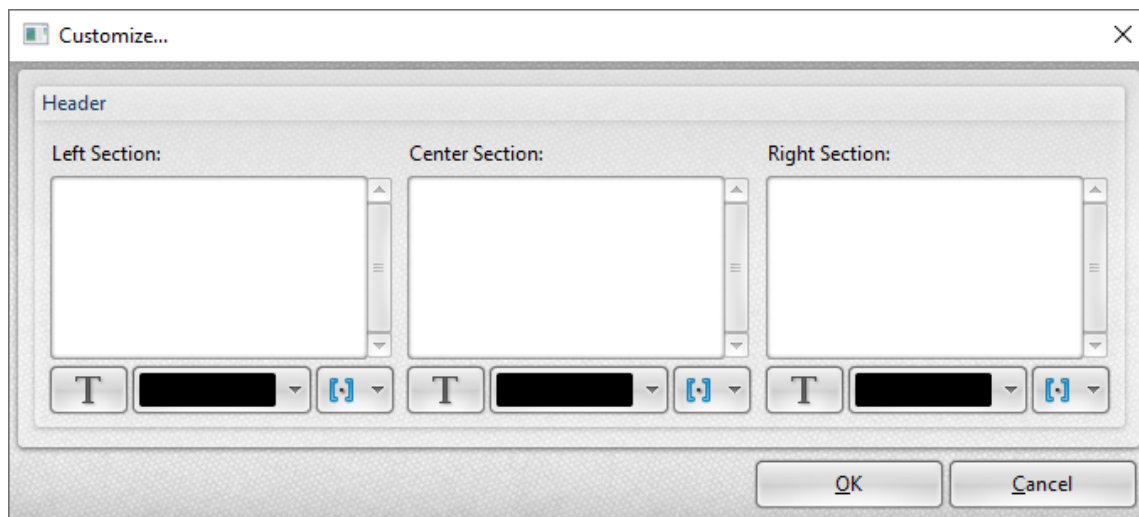 Customize...
Header
Left Section: Center Section: Right Section:
T T T
OK Cancel